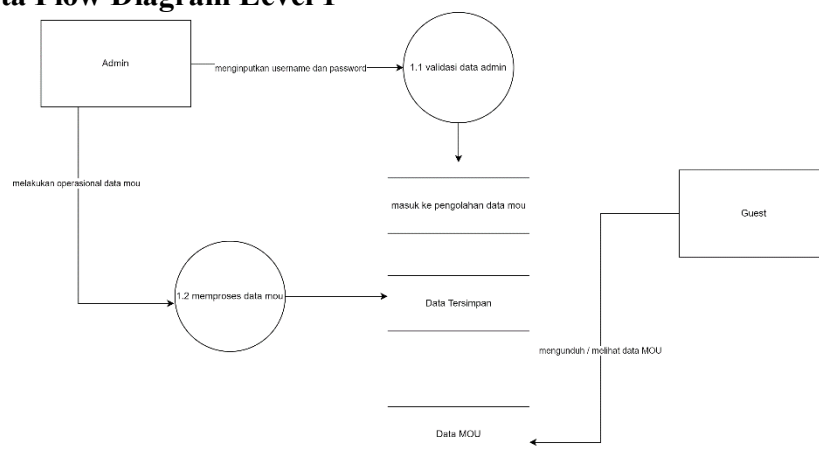 ta Flow Diagram Level 1
Admin
menginputkan username dan password
1.1 validasi data admin
melakukan operasional data mou
masuk ke pengolahan data mou
Guest
1.2 memproses data mou
Data Tersimpan
mengunduh / melihat data MOU
Data MOU